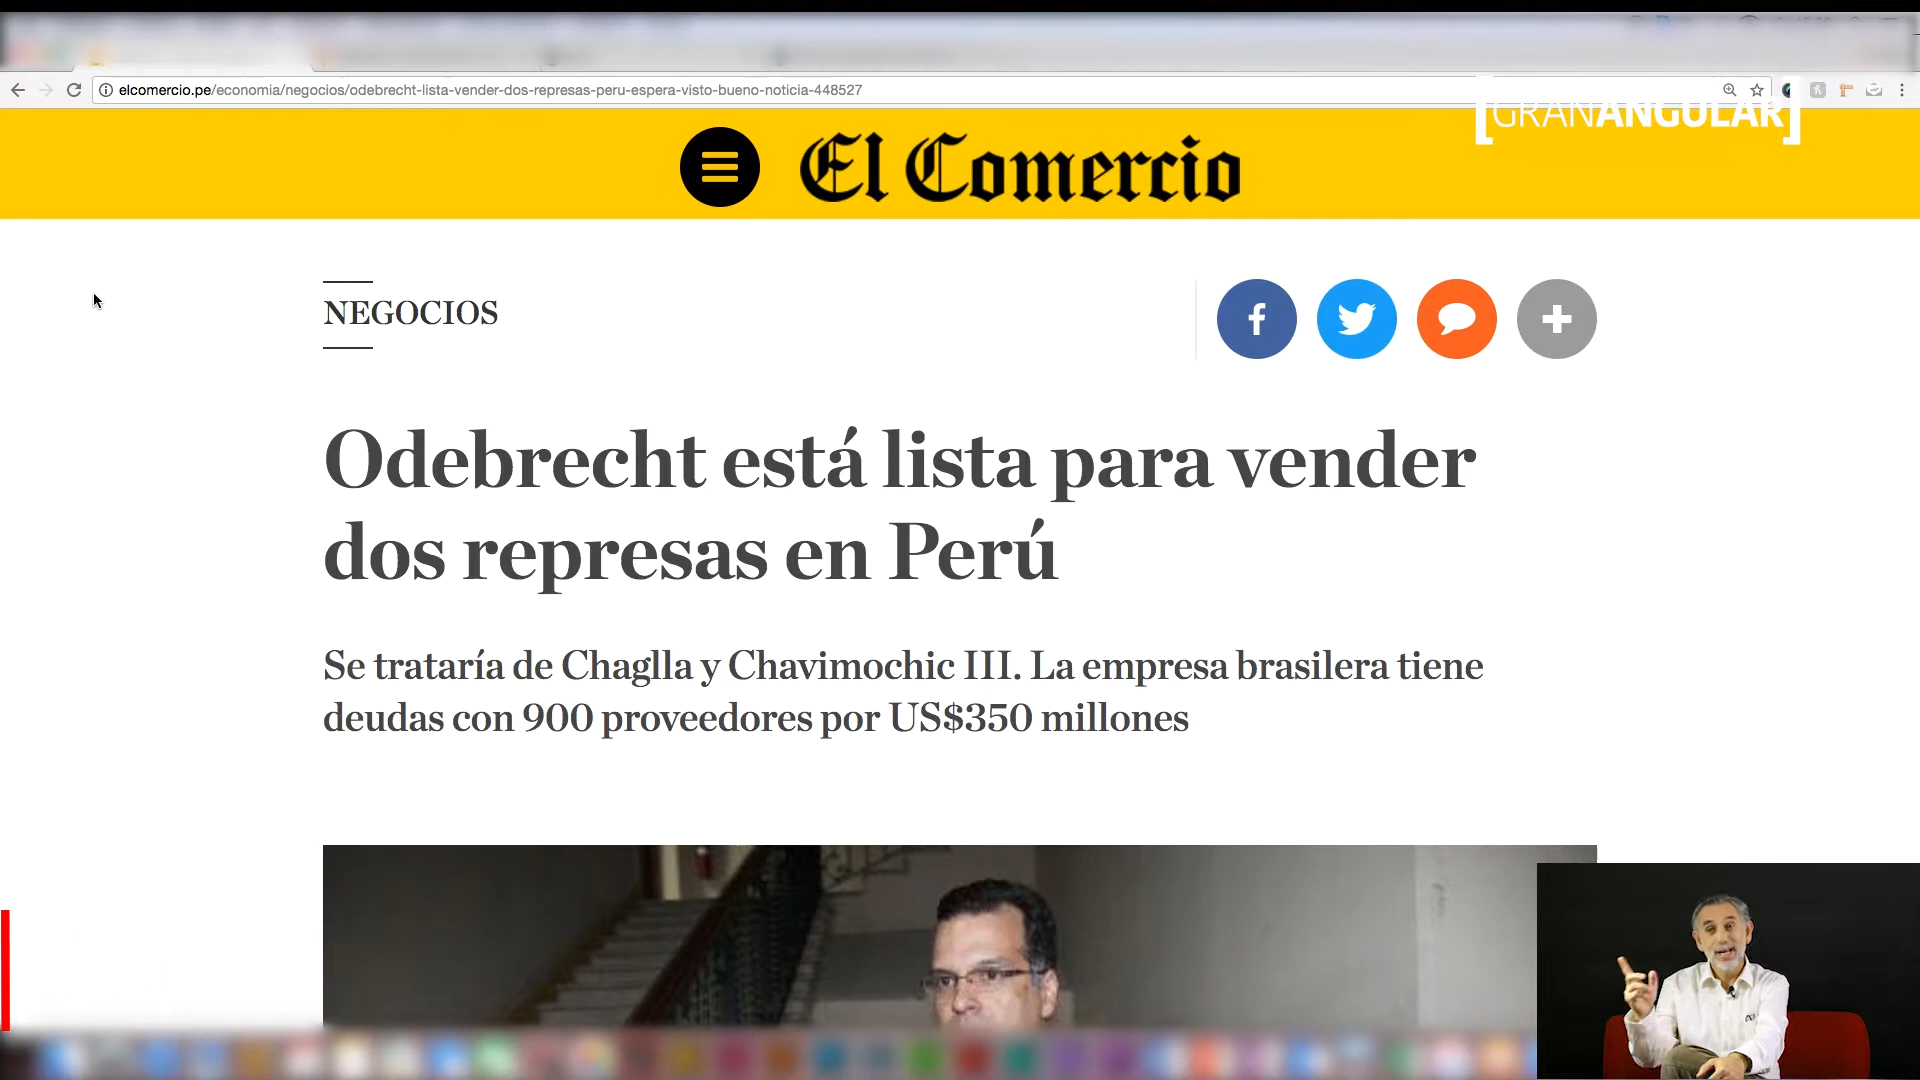 elcomercio.pe/economia/negocios/odebrecht-lista-vender-dos-represas-peru-espera-visto-bueno-noticia-448527
[GRANANGULAR]
El Comercio
NEGOCIOS
Odebrecht está lista para vender
dos represas en Perú
Se trataría de Chaglla y Chavimochic III. La empresa brasilera tiene
deudas con 900 proveedores por US$350 millones